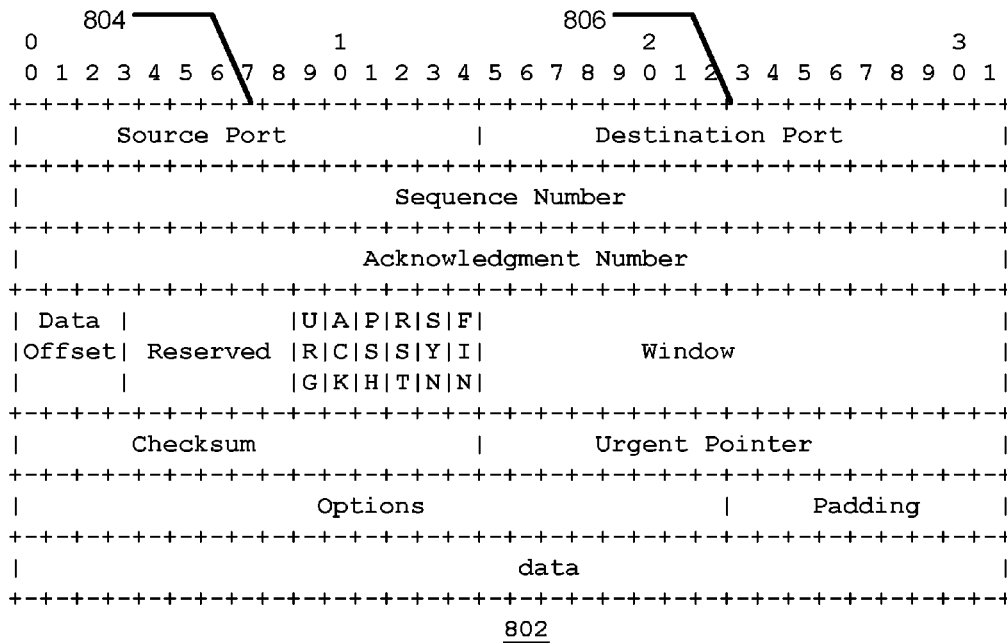 804 806
0 1 2 3
0 1 2 3 4 5 6 7 8 9 0 1 2 3 4 5 6 7 8 9 0 1 2 3 4 5 6 7 8 9 0 1
+-+-+-+-+-+-+-+-+-+-+-+-+-+-+-+-+-+-+-+-+-+-+-+-+-+-+-+-+-+-+-+-+
| Source Port | Destination Port |
+-+-+-+-+-+-+-+-+-+-+-+-+-+-+-+-+-+-+-+-+-+-+-+-+-+-+-+-+-+-+-+-+
| Sequence Number |
+-+-+-+-+-+-+-+-+-+-+-+-+-+-+-+-+-+-+-+-+-+-+-+-+-+-+-+-+-+-+-+-+
| Acknowledgment Number |
+-+-+-+-+-+-+-+-+-+-+-+-+-+-+-+-+-+-+-+-+-+-+-+-+-+-+-+-+-+-+-+-+
| Data | |U|A|P|R|S|F| |
|Offset| Reserved |R|C|S|S|Y|I| Window |
| | |G|K|H|T|N|N| |
+-+-+-+-+-+-+-+-+-+-+-+-+-+-+-+-+-+-+-+-+-+-+-+-+-+-+-+-+-+-+-+-+
| Checksum | Urgent Pointer |
+-+-+-+-+-+-+-+-+-+-+-+-+-+-+-+-+-+-+-+-+-+-+-+-+-+-+-+-+-+-+-+-+
| Options | Padding |
+-+-+-+-+-+-+-+-+-+-+-+-+-+-+-+-+-+-+-+-+-+-+-+-+-+-+-+-+-+-+-+-+
| data |
+-+-+-+-+-+-+-+-+-+-+-+-+-+-+-+-+-+-+-+-+-+-+-+-+-+-+-+-+-+-+-+-+
802